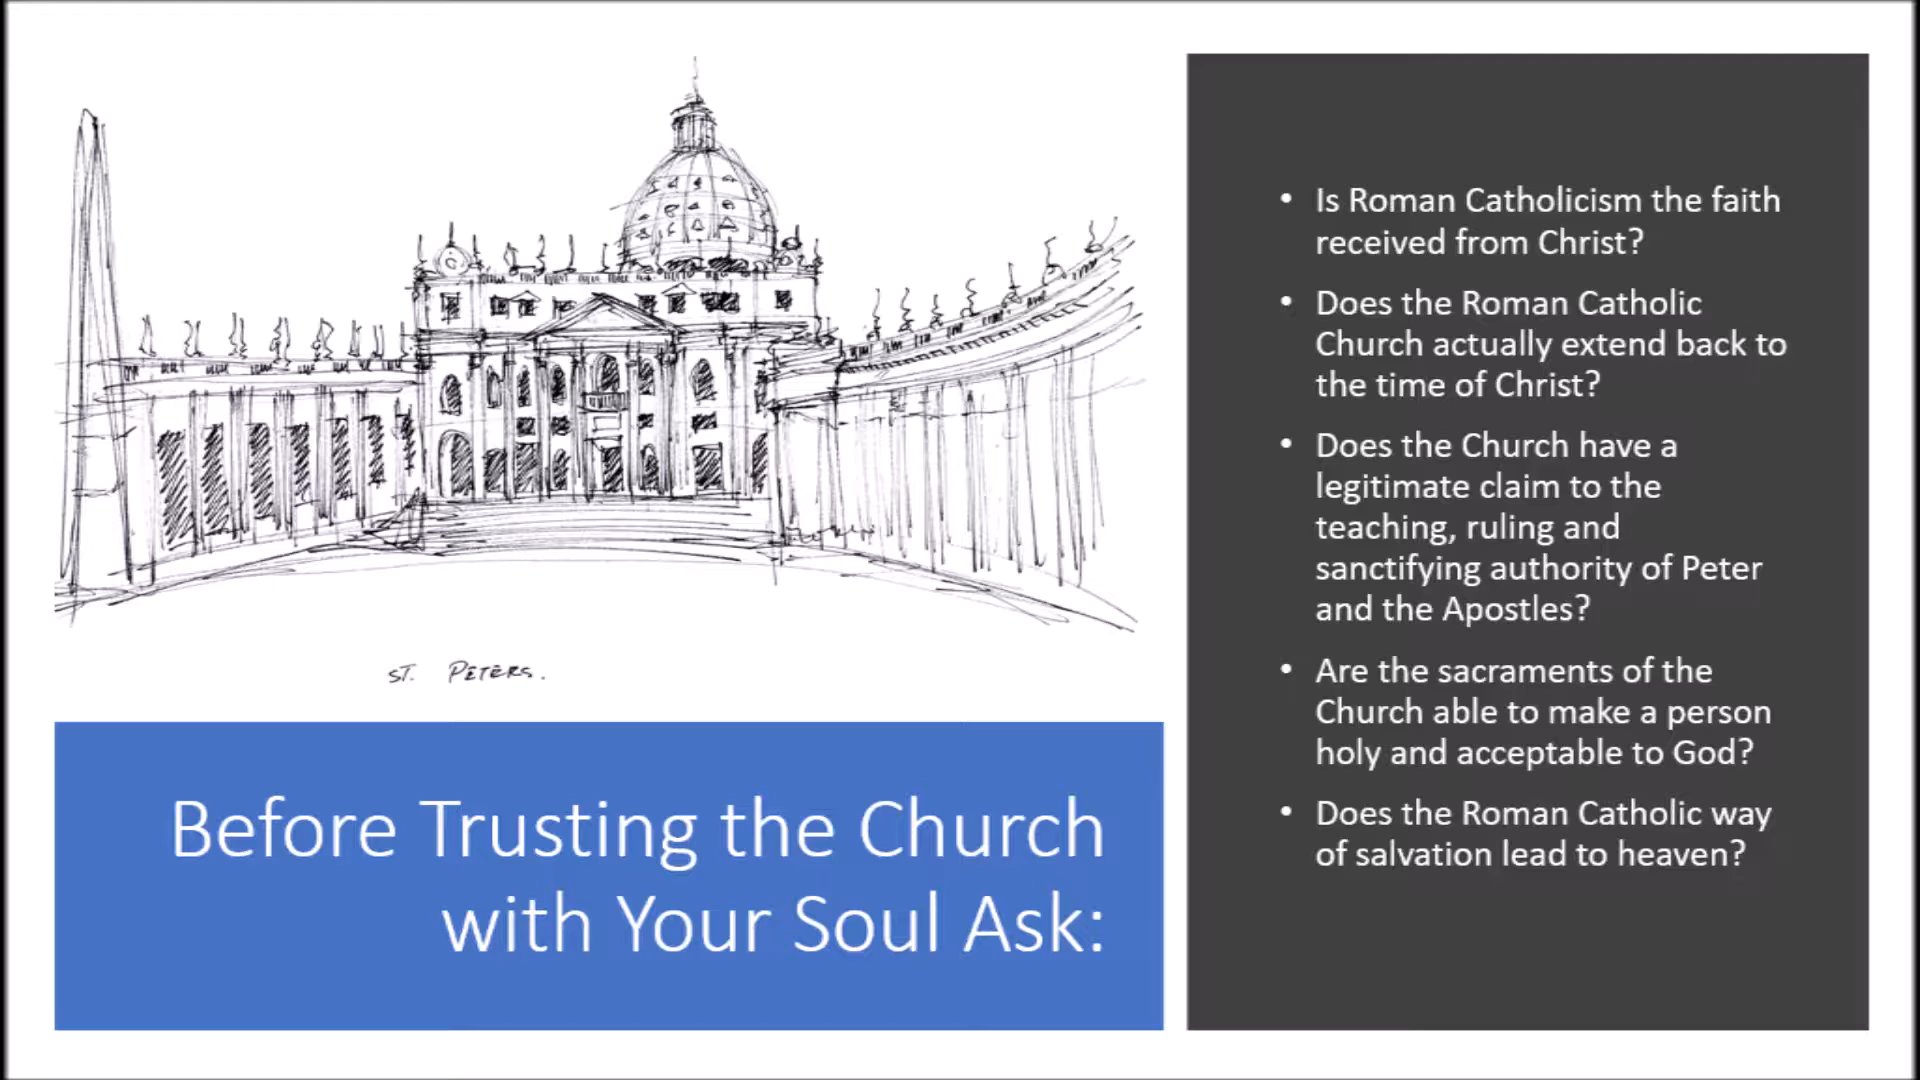 ST. PETERS.
Before Trusting the Church
with Your Soul Ask:
• Is Roman Catholicism the faith
received from Christ?
• Does the Roman Catholic
Church actually extend back to
the time of Christ?
• Does the Church have a
legitimate claim to the
teaching, ruling and
sanctifying authority of Peter
and the Apostles?
• Are the sacraments of the
Church able to make a person
holy and acceptable to God?
• Does the Roman Catholic way
of salvation lead to heaven?